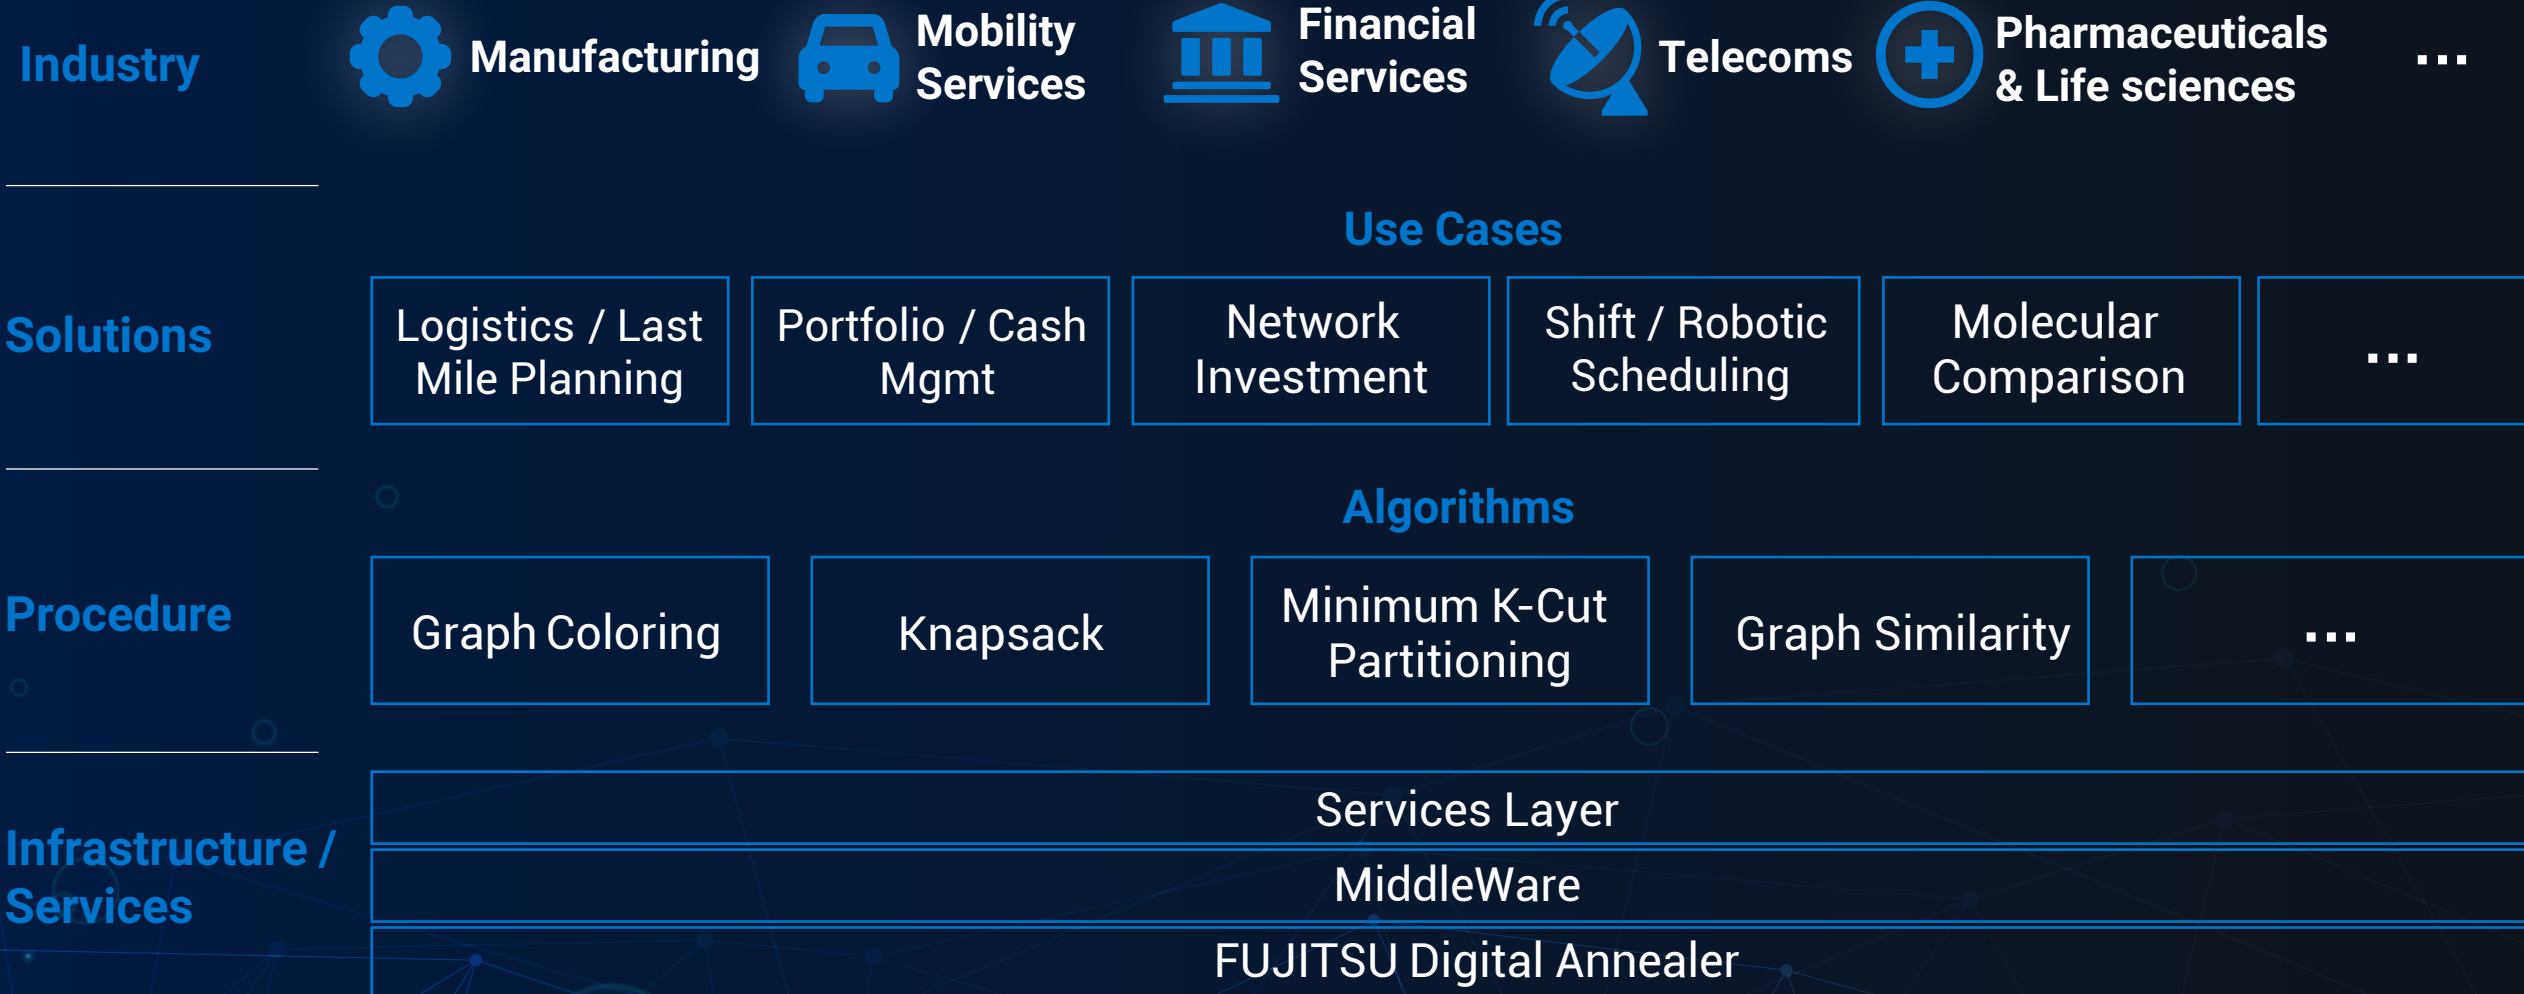 Industry
Manufacturing
Mobility
Services
Financial
Services
Telecoms
Pharmaceuticals
& Life sciences
...
Use Cases
Solutions
Logistics / Last
Mile Planning
Portfolio / Cash
Mgmt
Network
Investment
Shift / Robotic
Scheduling
Molecular
Comparison
...
Algorithms
Procedure
Graph Coloring
Knapsack
Minimum K-Cut
Partitioning
Graph Similarity
...
Infrastructure /
Services
Services Layer
MiddleWare
FUJITSU Digital Annealer